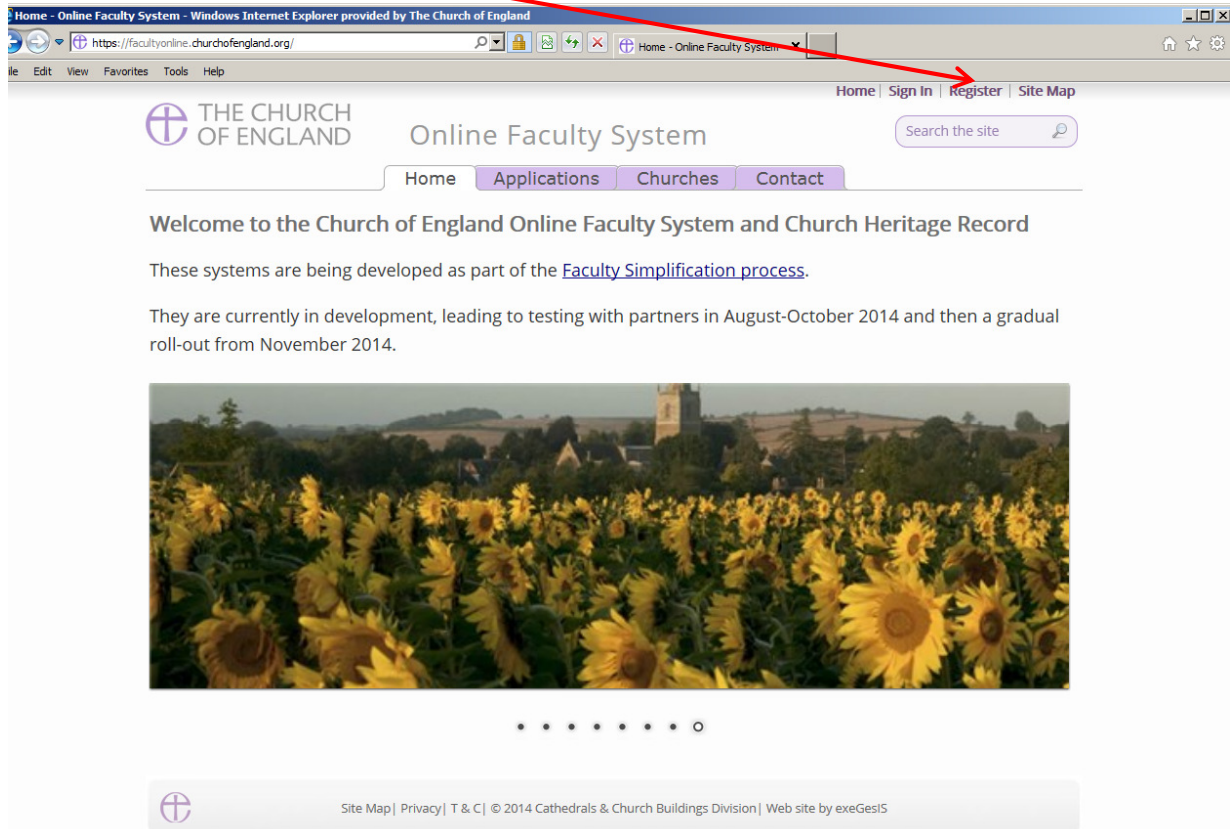 Home - Online Faculty System - Windows Internet Explorer provided by The Church of England
https://facultyonline.churchofengland.org/
Home - Online Faculty System
Edit View Favorites Tools Help
Home | Sign In | Register | Site Map
THE CHURCH
OF ENGLAND
Online Faculty System
Search the site
Home Applications Churches Contact
Welcome to the Church of England Online Faculty System and Church Heritage Record
These systems are being developed as part of the Faculty Simplification process.
They are currently in development, leading to testing with partners in August-October 2014 and then a gradual
roll-out from November 2014.
Site Map| Privacy| T & C| © 2014 Cathedrals & Church Buildings Division| Web site by exeGesIS